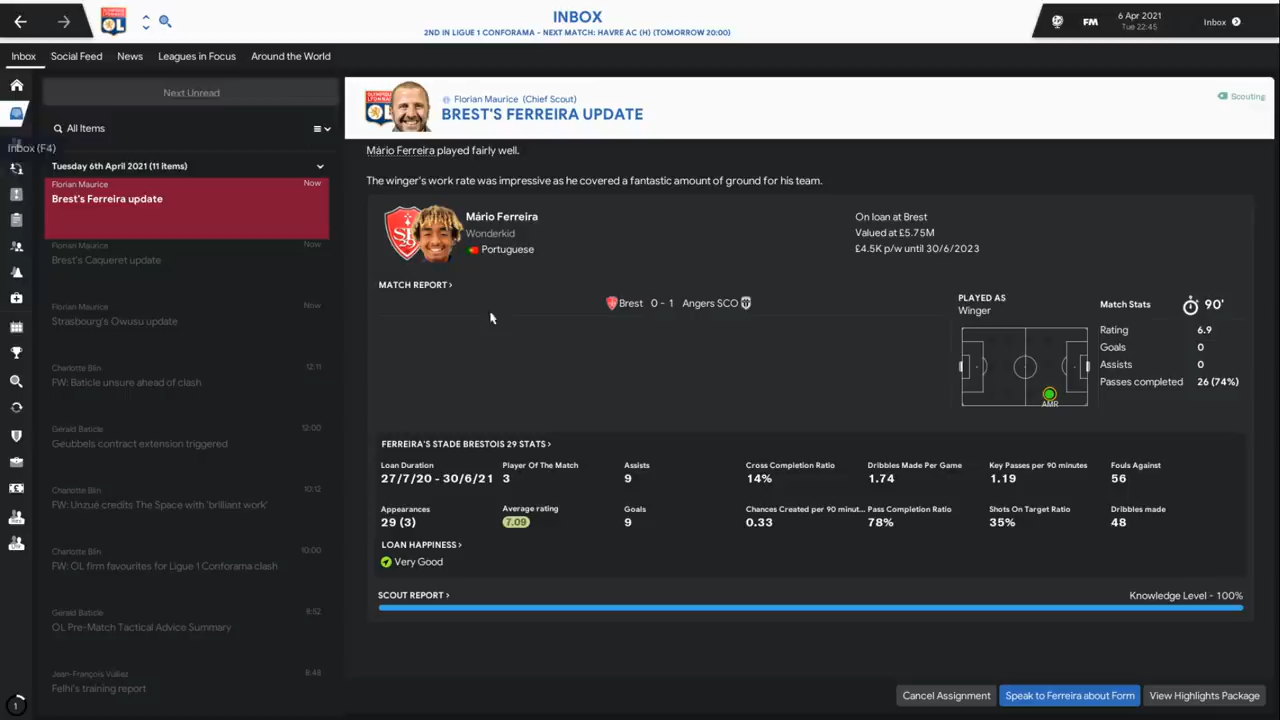 INBOX
2ND IN LIGUE 1 CONFORAMA - NEXT MATCH: HAVRE AC (H) (TOMORROW 20:00)
FM
6 Apr 2021
Tue 22:45
Inbox
Inbox
Social Feed
News
Leagues in Focus
Around the World
Next Unread
All Items
Inbox (F4)
Tuesday 6th April 2021 (11 items)
Florian Maurice Now
Brest's Ferreira update
Florian Maurice Now
Brest's Caqueret update
Florian Maurice Now
Strasbourg's Owusu update
Charlotte Blin 12:11
FW: Baticle unsure ahead of clash
Gérald Baticle 12:00
Geubbels contract extension triggered
Charlotte Blin 10:12
FW: Unzué credits The Space with 'brilliant work'
Charlotte Blin 10:00
FW: OL firm favourites for Ligue 1 Conforama clash
Gérald Baticle 8:52
OL Pre-Match Tactical Advice Summary
Jean-François Vulliez 8:48
Felhi's training report
1
Florian Maurice (Chief Scout)
BREST'S FERREIRA UPDATE
Scouting
Mário Ferreira played fairly well.
The winger's work rate was impressive as he covered a fantastic amount of ground for his team.
Mário Ferreira
Wonderkid
Portuguese
On loan at Brest
Valued at £5.75M
£4.5K p/w until 30/6/2023
MATCH REPORT >
Brest 0 - 1 Angers SCO
PLAYED AS
Winger
AMR
Match Stats 90'
Rating 6.9
Goals 0
Assists 0
Passes completed 26 (74%)
FERREIRA'S STADE BRESTOIS 29 STATS >
Loan Duration Player Of The Match Assists Cross Completion Ratio Dribbles Made Per Game Key Passes per 90 minutes Fouls Against
27/7/20 - 30/6/21 3 9 14% 1.74 1.19 56
Appearances Average rating Goals Chances Created per 90 minut... Pass Completion Ratio Shots On Target Ratio Dribbles made
29 (3) 7.09 9 0.33 78% 35% 48
LOAN HAPPINESS >
Very Good
SCOUT REPORT > Knowledge Level - 100%
Cancel Assignment
Speak to Ferreira about Form
View Highlights Package